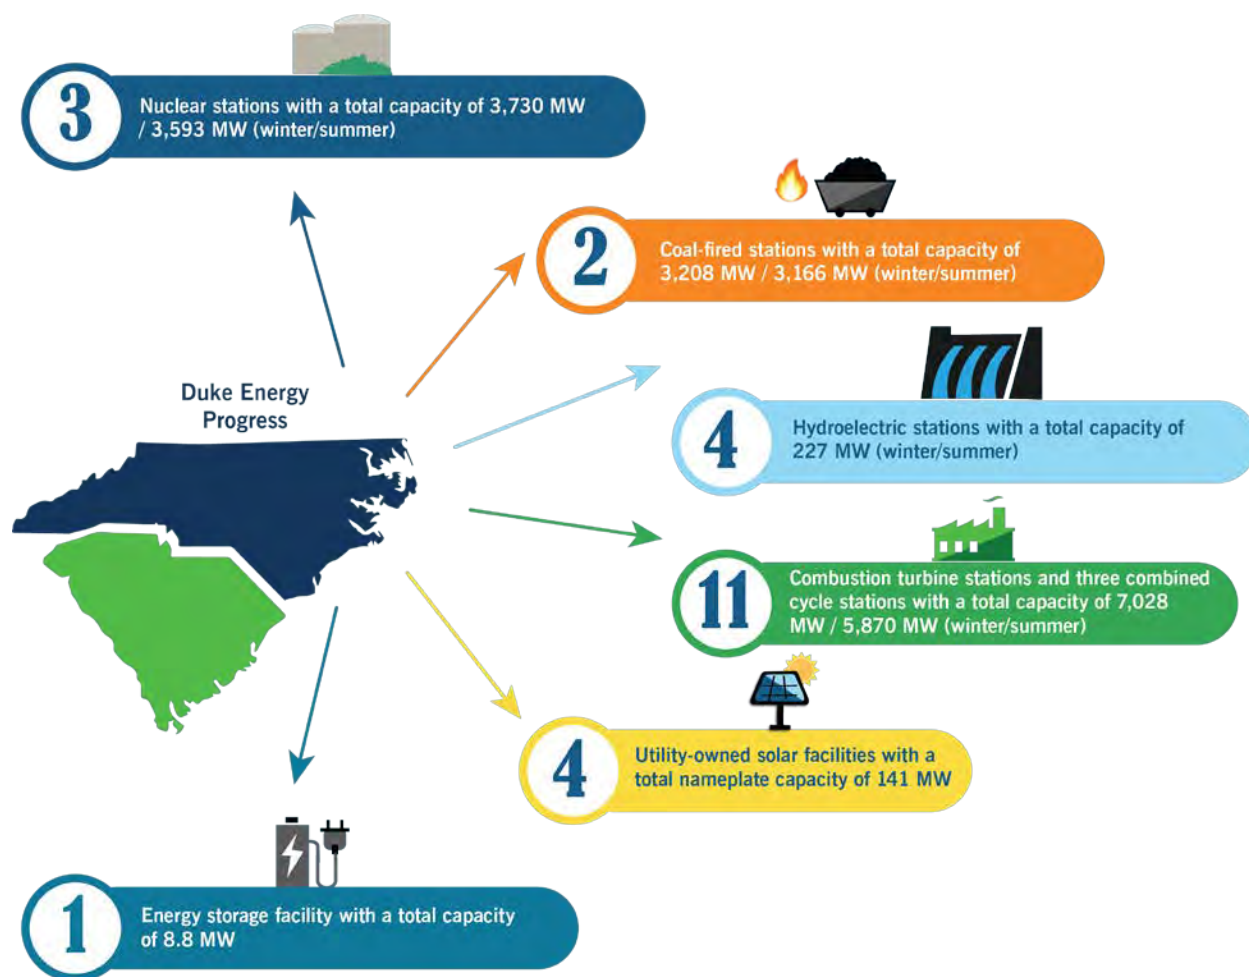 3
Nuclear stations with a total capacity of 3,730 MW
/ 3,593 MW (winter/summer)
2
Coal-fired stations with a total capacity of
3,208 MW / 3,166 MW (winter/summer)
Duke Energy
Progress
4
Hydroelectric stations with a total capacity of
227 MW (winter/summer)
11
Combustion turbine stations and three combined
cycle stations with a total capacity of 7,028
MW / 5,870 MW (winter/summer)
4
Utility-owned solar facilities with a
total nameplate capacity of 141 MW
1
Energy storage facility with a total capacity
of 8.8 MW